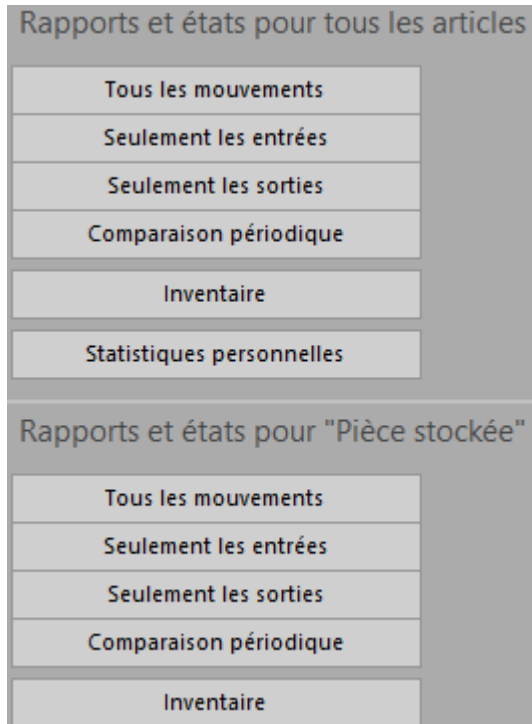 Rapports et états pour tous les articles
Tous les mouvements
Seulement les entrées
Seulement les sorties
Comparaison périodique
Inventaire
Statistiques personnelles
Rapports et états pour "Pièce stockée"
Tous les mouvements
Seulement les entrées
Seulement les sorties
Comparaison périodique
Inventaire